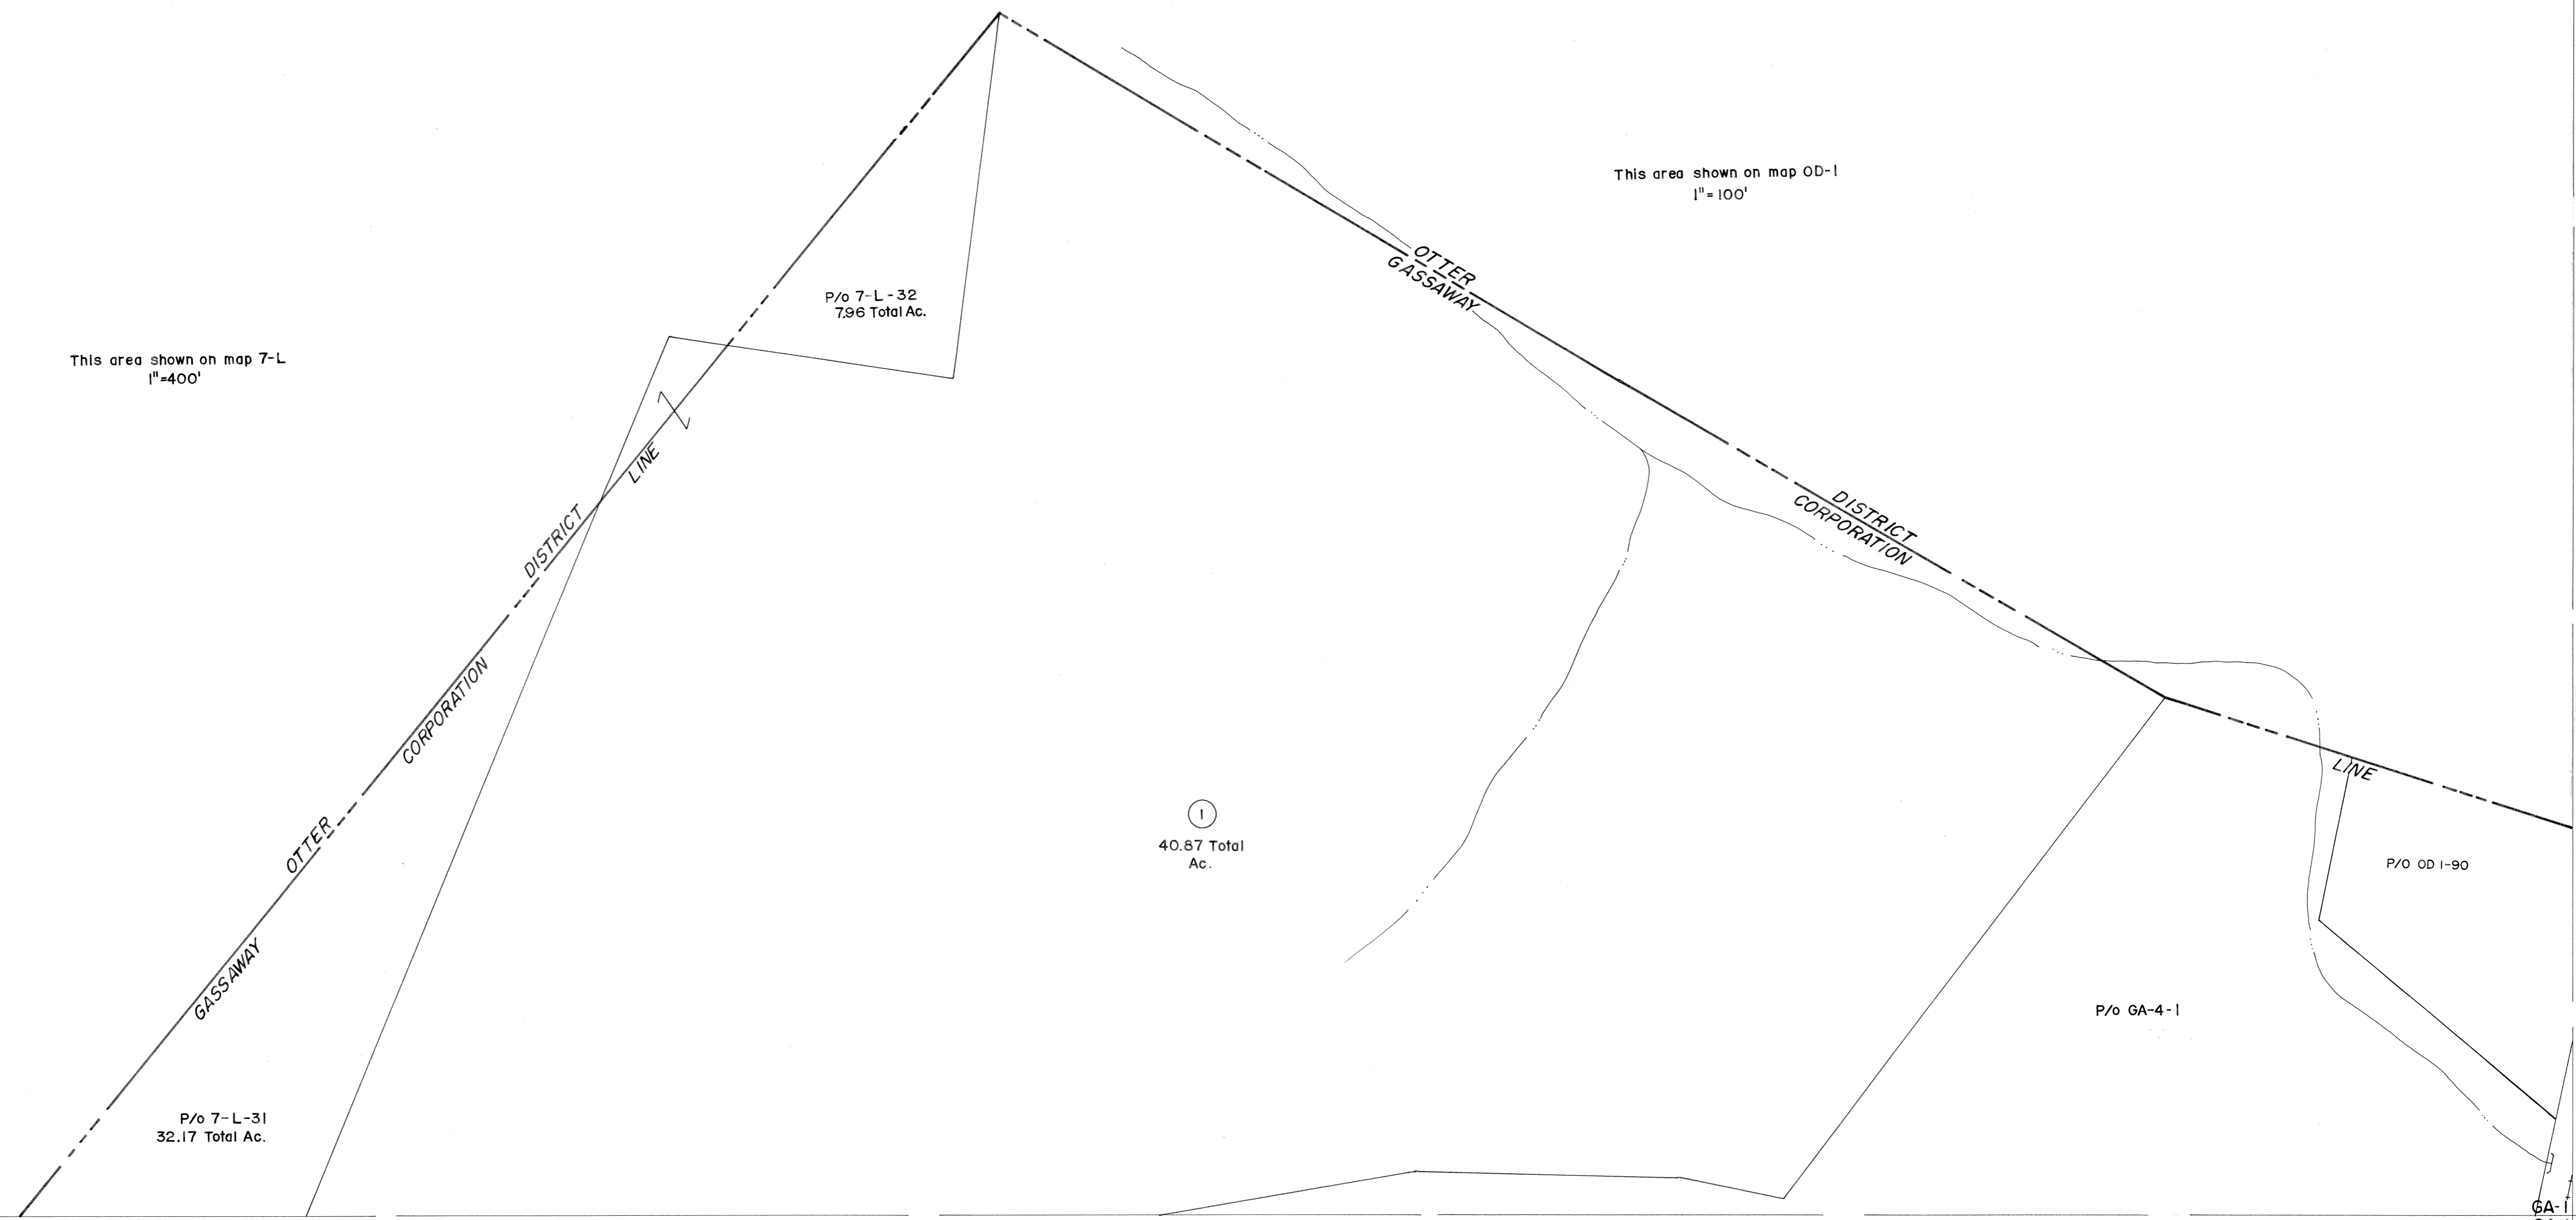 This area shown on map OD-1
1"=100'
OTTER
GASSAWAY
P/o 7-L-32
7.96 Total Ac.
This area shown on map 7-L
1"=400'
LINE
DISTRICT
CORPORATION
DISTRICT
CORPORATION
LINE
OTTER
GASSAWAY
1
40.87 Total
Ac.
P/O OD 1-90
P/o GA-4-1
P/o 7-L-31
32.17 Total Ac.
GA-1